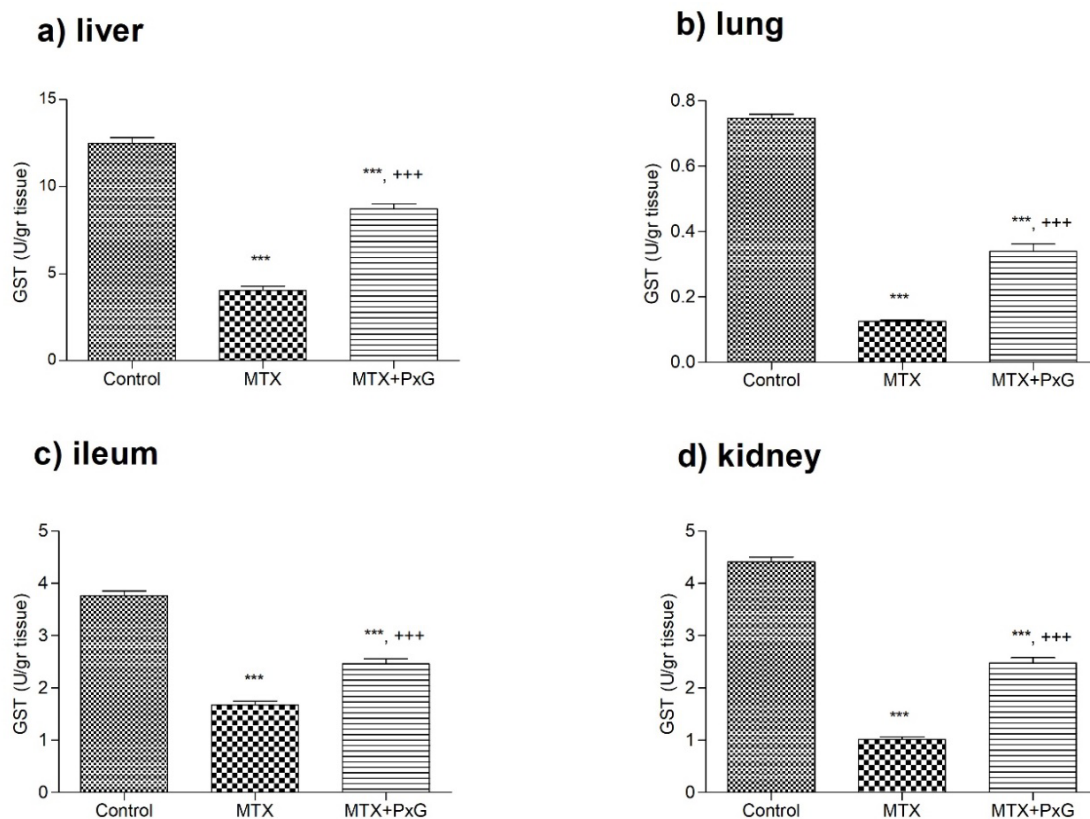 a) liver
GST (U/gr tissue)
15
10
5
0
***
***, +++
Control MTX MTX+PxG
b) lung
GST (U/gr tissue)
0.8
0.6
0.4
0.2
0.0
***
***, +++
Control MTX MTX+PxG
c) ileum
GST (U/gr tissue)
5
4
3
2
1
0
***
***, +++
Control MTX MTX+PxG
d) kidney
GST (U/gr tissue)
5
4
3
2
1
0
***
***, +++
Control MTX MTX+PxG